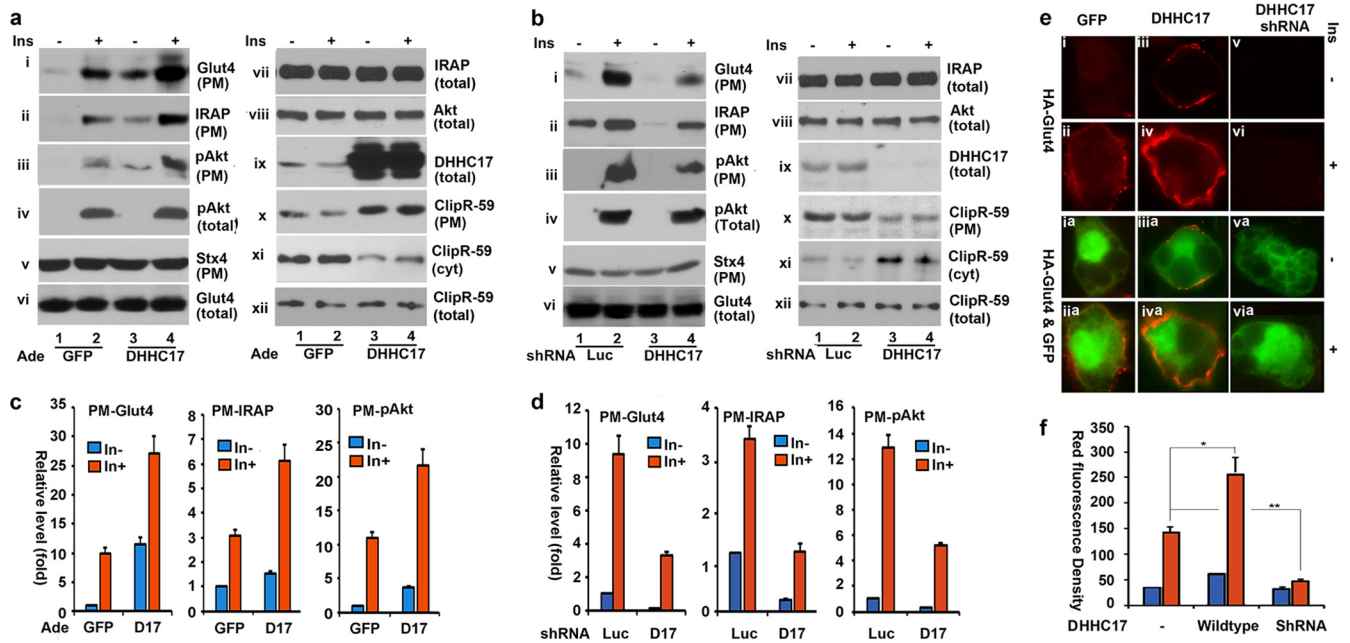 a
Ins - + - +
i Glut4 (PM)
ii IRAP (PM)
iii pAkt (PM)
iv pAkt (total)
v Stx4 (PM)
vi Glut4 (total)
1 2 3 4
Ade GFP DHHC17
Ins - + - +
vii IRAP (total)
viii Akt (total)
ix DHHC17 (total)
x ClipR-59 (PM)
xi ClipR-59 (cyt)
xii ClipR-59 (total)
1 2 3 4
Ade GFP DHHC17
b
Ins - + - +
i Glut4 (PM)
ii IRAP (PM)
iii pAkt (PM)
iv pAkt (Total)
v Stx4 (PM)
vi Glut4 (total)
1 2 3 4
shRNA Luc DHHC17
Ins - + - +
vii IRAP (total)
viii Akt (total)
ix DHHC17 (total)
x ClipR-59 (PM)
xi ClipR-59 (cyt)
xii ClipR-59 (total)
1 2 3 4
shRNA Luc DHHC17
c
Relative level (fold)
PM-Glut4
35
30
25
20
15
10
5
0
In-
In+
Ade GFP D17
PM-IRAP
8
7
6
5
4
3
2
1
0
In-
In+
GFP D17
PM-pAkt
30
25
20
15
10
5
0
In-
In+
GFP D17
d
Relative level (fold)
PM-Glut4
12
10
8
6
4
2
0
In-
In+
shRNA Luc D17
PM-IRAP
4
3
2
1
0
In-
In+
Luc D17
PM-pAkt
16
14
12
10
8
6
4
2
0
In-
In+
Luc D17
e
GFP DHHC17 DHHC17 shRNA Ins
HA-Glut4
i iii v -
ii iv vi +
HA-Glut4 & GFP
ia iiia va -
iia iva via +
f
Red fluorescence Density
350
300
250
200
150
100
50
0
*
**
DHHC17 - Wildtype ShRNA